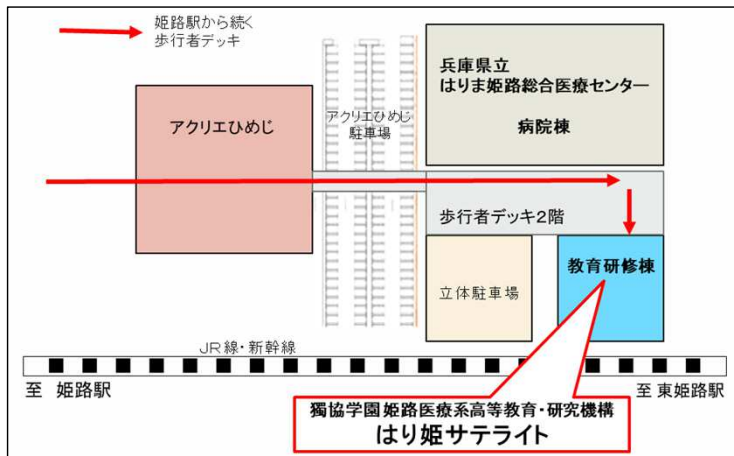 姫路駅から続く
歩行者デッキ
アクリエひめじ
アクリエひめじ
駐車場
兵庫県立
はりま姫路総合医療センター
病院棟
歩行者デッキ2階
立体駐車場
教育研修棟
JR線・新幹線
至 姫路駅
至 東姫路駅
獨協学園姫路医療系高等教育・研究機構
はり姫サテライト